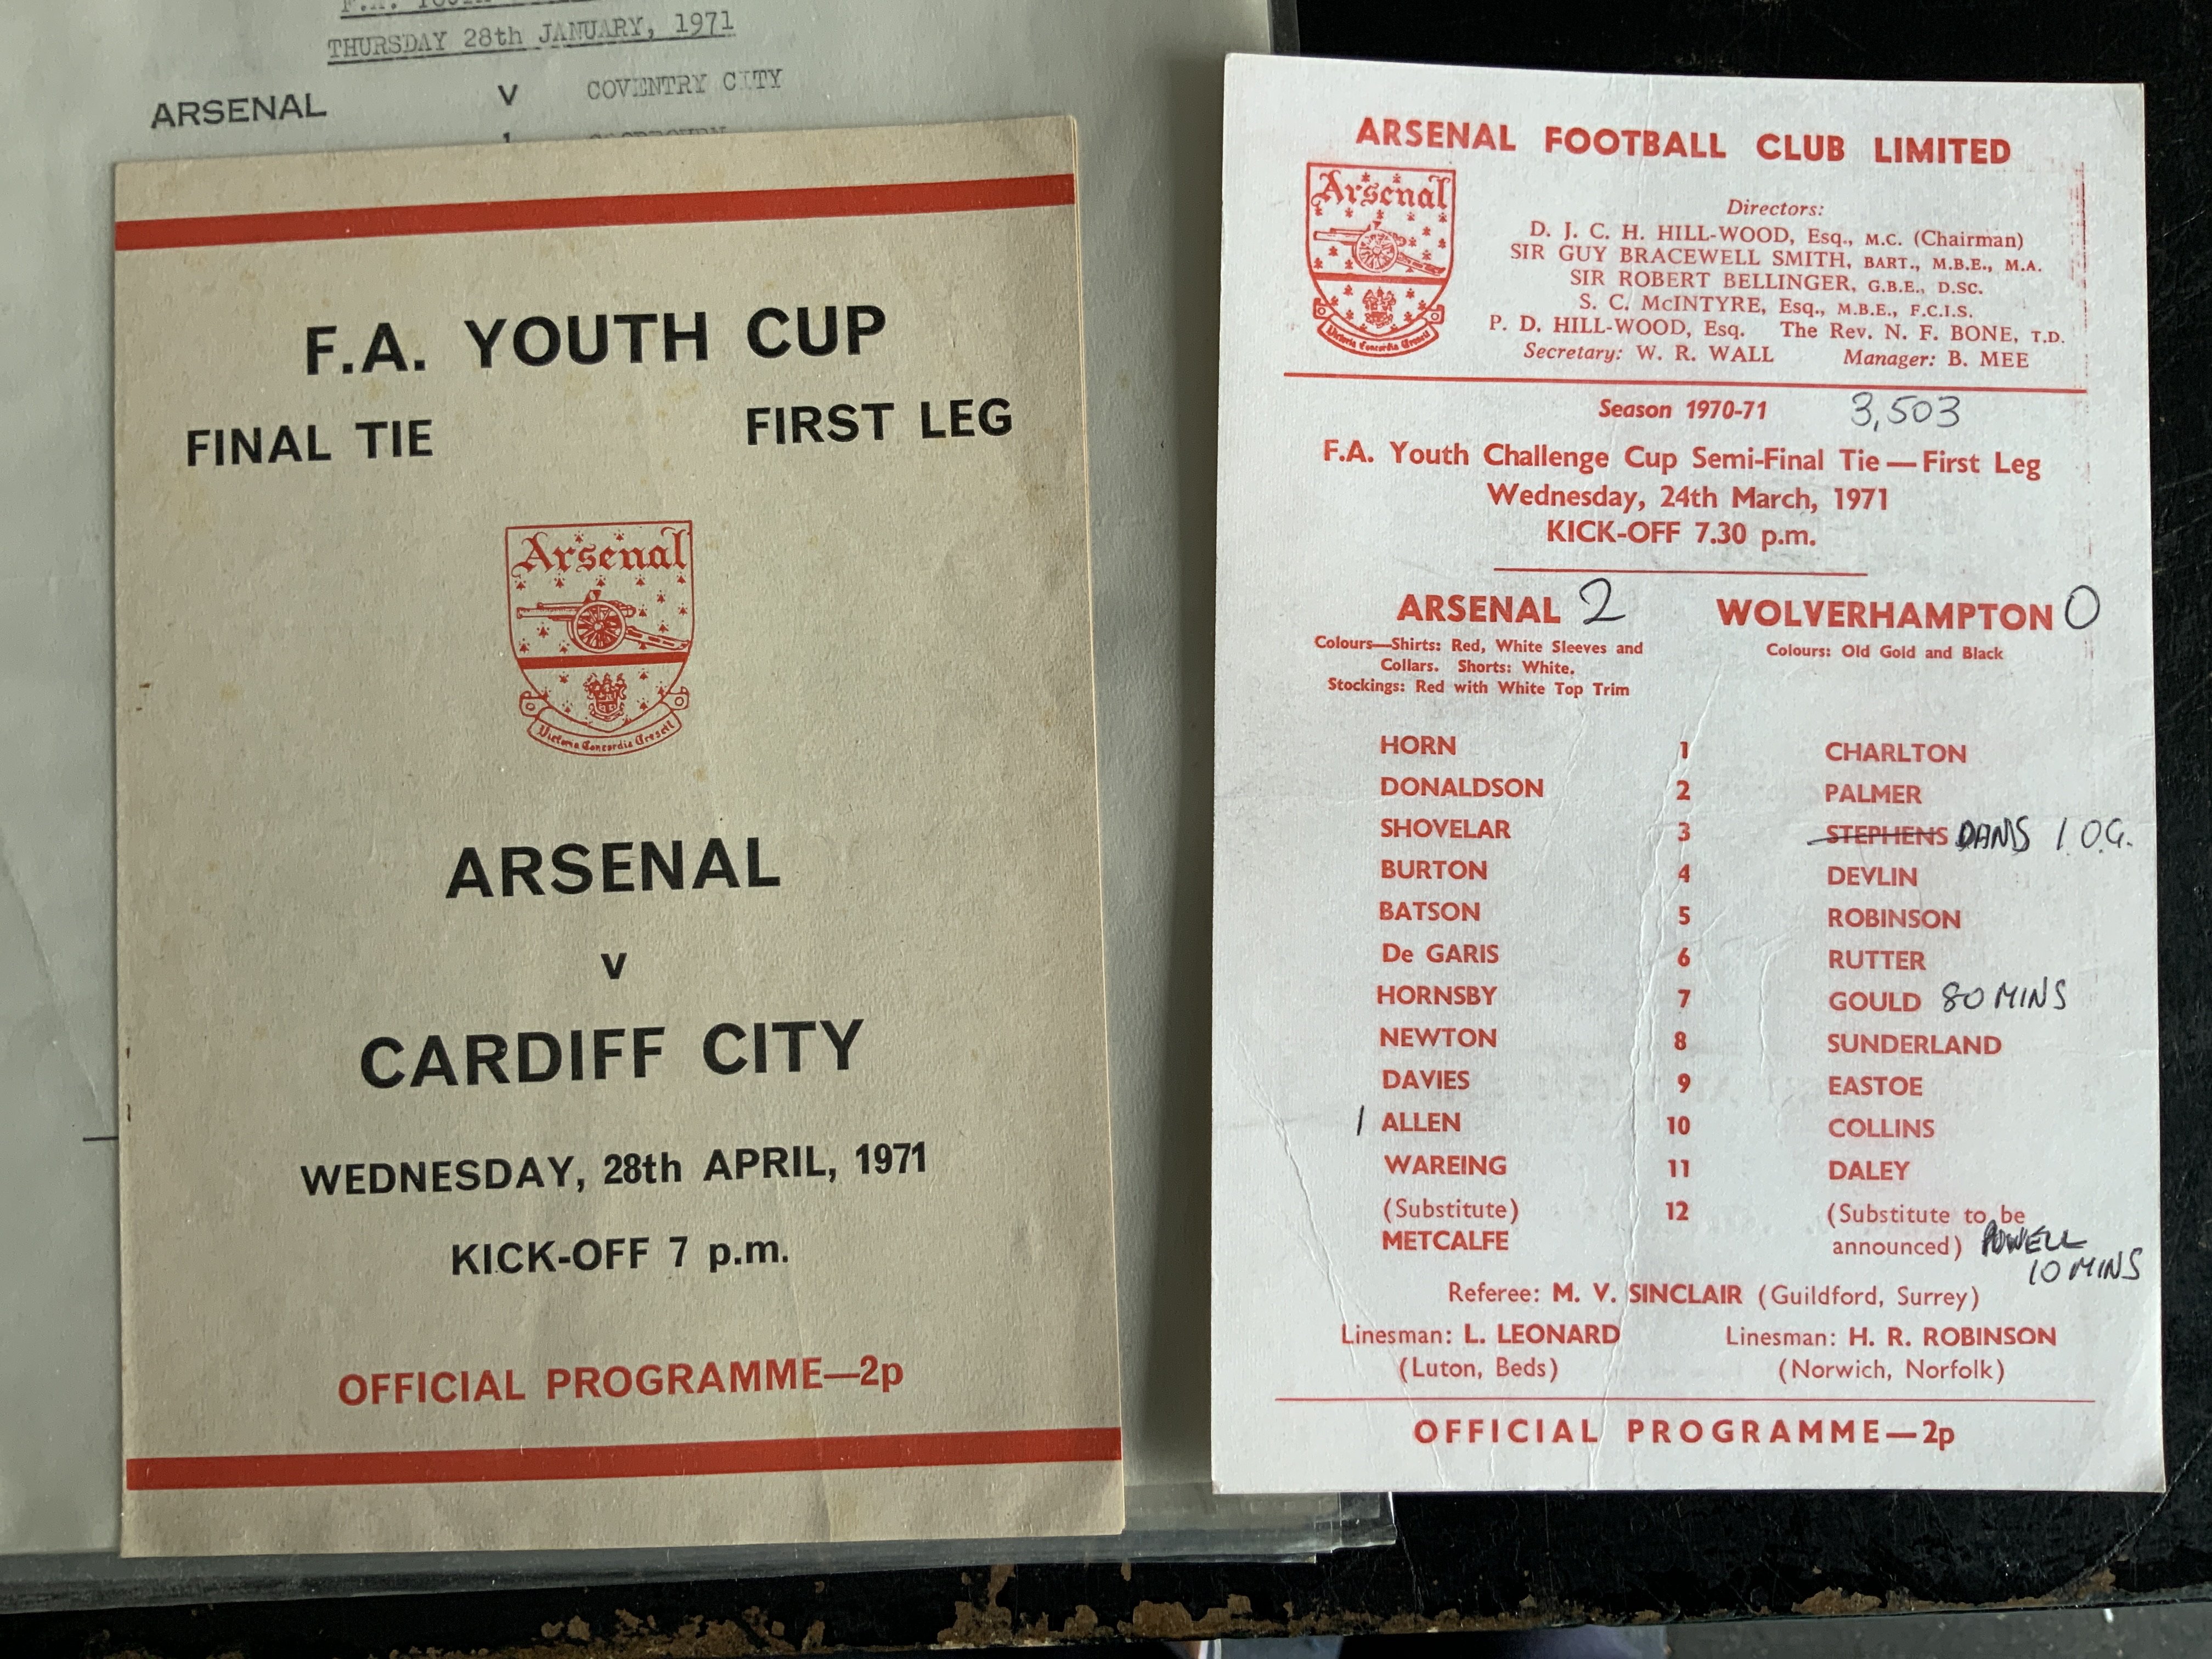 THURSDAY 28th JANUARY, 1971
ARSENAL v COVENTRY CITY
F.A. YOUTH CUP
FINAL TIE FIRST LEG
Arsenal
Victoria Concordia Crescit
ARSENAL
v
CARDIFF CITY
WEDNESDAY, 28th APRIL, 1971
KICK-OFF 7 p.m.
OFFICIAL PROGRAMME—2p
ARSENAL FOOTBALL CLUB LIMITED
Arsenal
Victoria Concordia Crescit
Directors:
D. J. C. H. HILL-WOOD, Esq., M.C. (Chairman)
SIR GUY BRACEWELL SMITH, BART., M.B.E., M.A.
SIR ROBERT BELLINGER, G.B.E., D.SC.
S. C. McINTYRE, Esq., M.B.E., F.C.I.S.
P. D. HILL-WOOD, Esq. The Rev. N. F. BONE, T.D.
Secretary: W. R. WALL Manager: B. MEE
Season 1970-71 3,503
F.A. Youth Challenge Cup Semi-Final Tie—First Leg
Wednesday, 24th March, 1971
KICK-OFF 7.30 p.m.
ARSENAL 2 WOLVERHAMPTON 0
Colours—Shirts: Red, White Sleeves and
Collars. Shorts: White.
Stockings: Red with White Top Trim
Colours: Old Gold and Black
HORN 1 CHARLTON
DONALDSON 2 PALMER
SHOVELAR 3 STEPHENS 1 O.G.
BURTON 4 DEVLIN
BATSON 5 ROBINSON
De GARIS 6 RUTTER
HORNSBY 7 GOULD 80 MINS
NEWTON 8 SUNDERLAND
DAVIES 9 EASTOE
1 ALLEN 10 COLLINS
WAREING 11 DALEY
(Substitute) 12 (Substitute to be
METCALFE announced) POWELL
10 MINS
Referee: M. V. SINCLAIR (Guildford, Surrey)
Linesman: L. LEONARD Linesman: H. R. ROBINSON
(Luton, Beds) (Norwich, Norfolk)
OFFICIAL PROGRAMME—2p